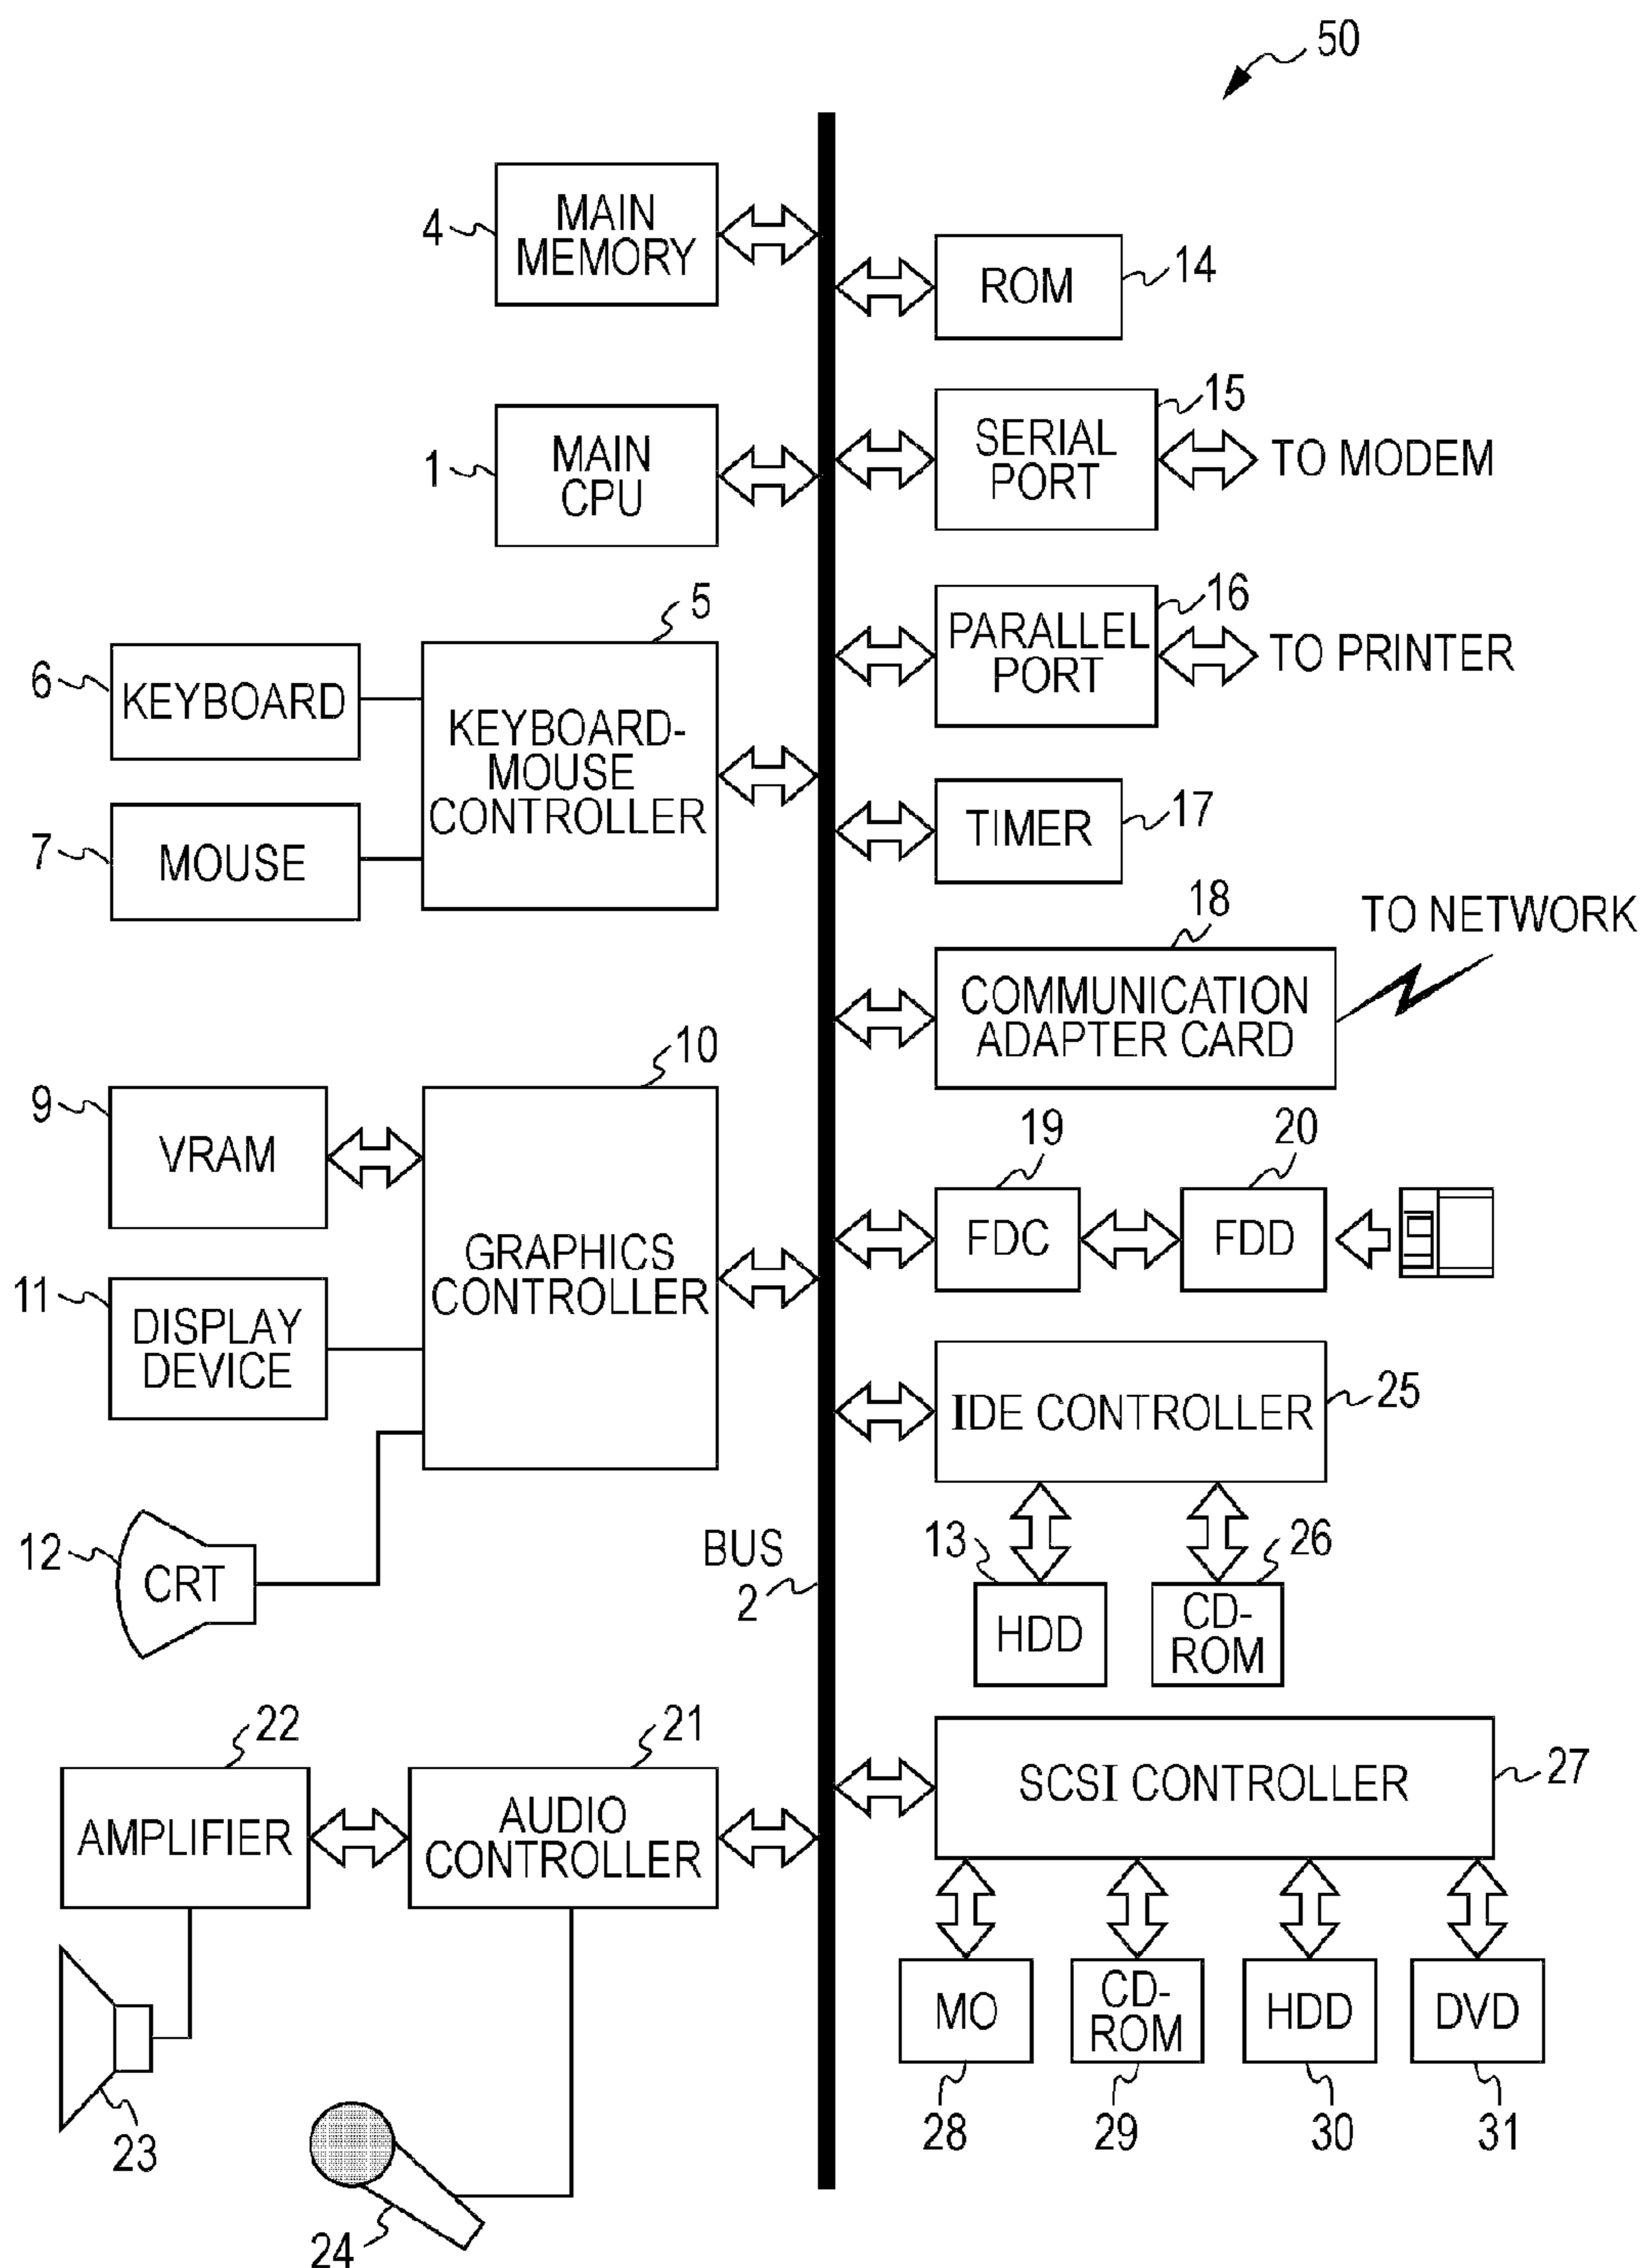 50
4
MAIN
MEMORY
ROM
14
1
MAIN
CPU
15
SERIAL
PORT
TO MODEM
16
PARALLEL
PORT
TO PRINTER
5
6
KEYBOARD
KEYBOARD-
MOUSE
CONTROLLER
7
MOUSE
TIMER
17
18
COMMUNICATION
ADAPTER CARD
TO NETWORK
10
9
VRAM
GRAPHICS
CONTROLLER
11
DISPLAY
DEVICE
12
CRT
19
FDC
20
FDD
IDE CONTROLLER
25
BUS
2
13
HDD
26
CD-
ROM
22
AMPLIFIER
21
AUDIO
CONTROLLER
23
24
SCSI CONTROLLER
27
MO
CD-
ROM
HDD
DVD
28
29
30
31